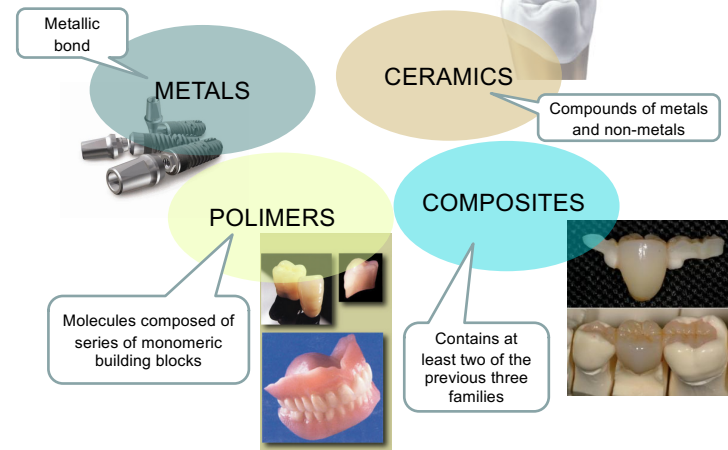 Metallic
bond
METALS
CERAMICS
Compounds of metals
and non-metals
POLIMERS
COMPOSITES
Molecules composed of
series of monomeric
building blocks
Contains at
least two of the
previous three
families